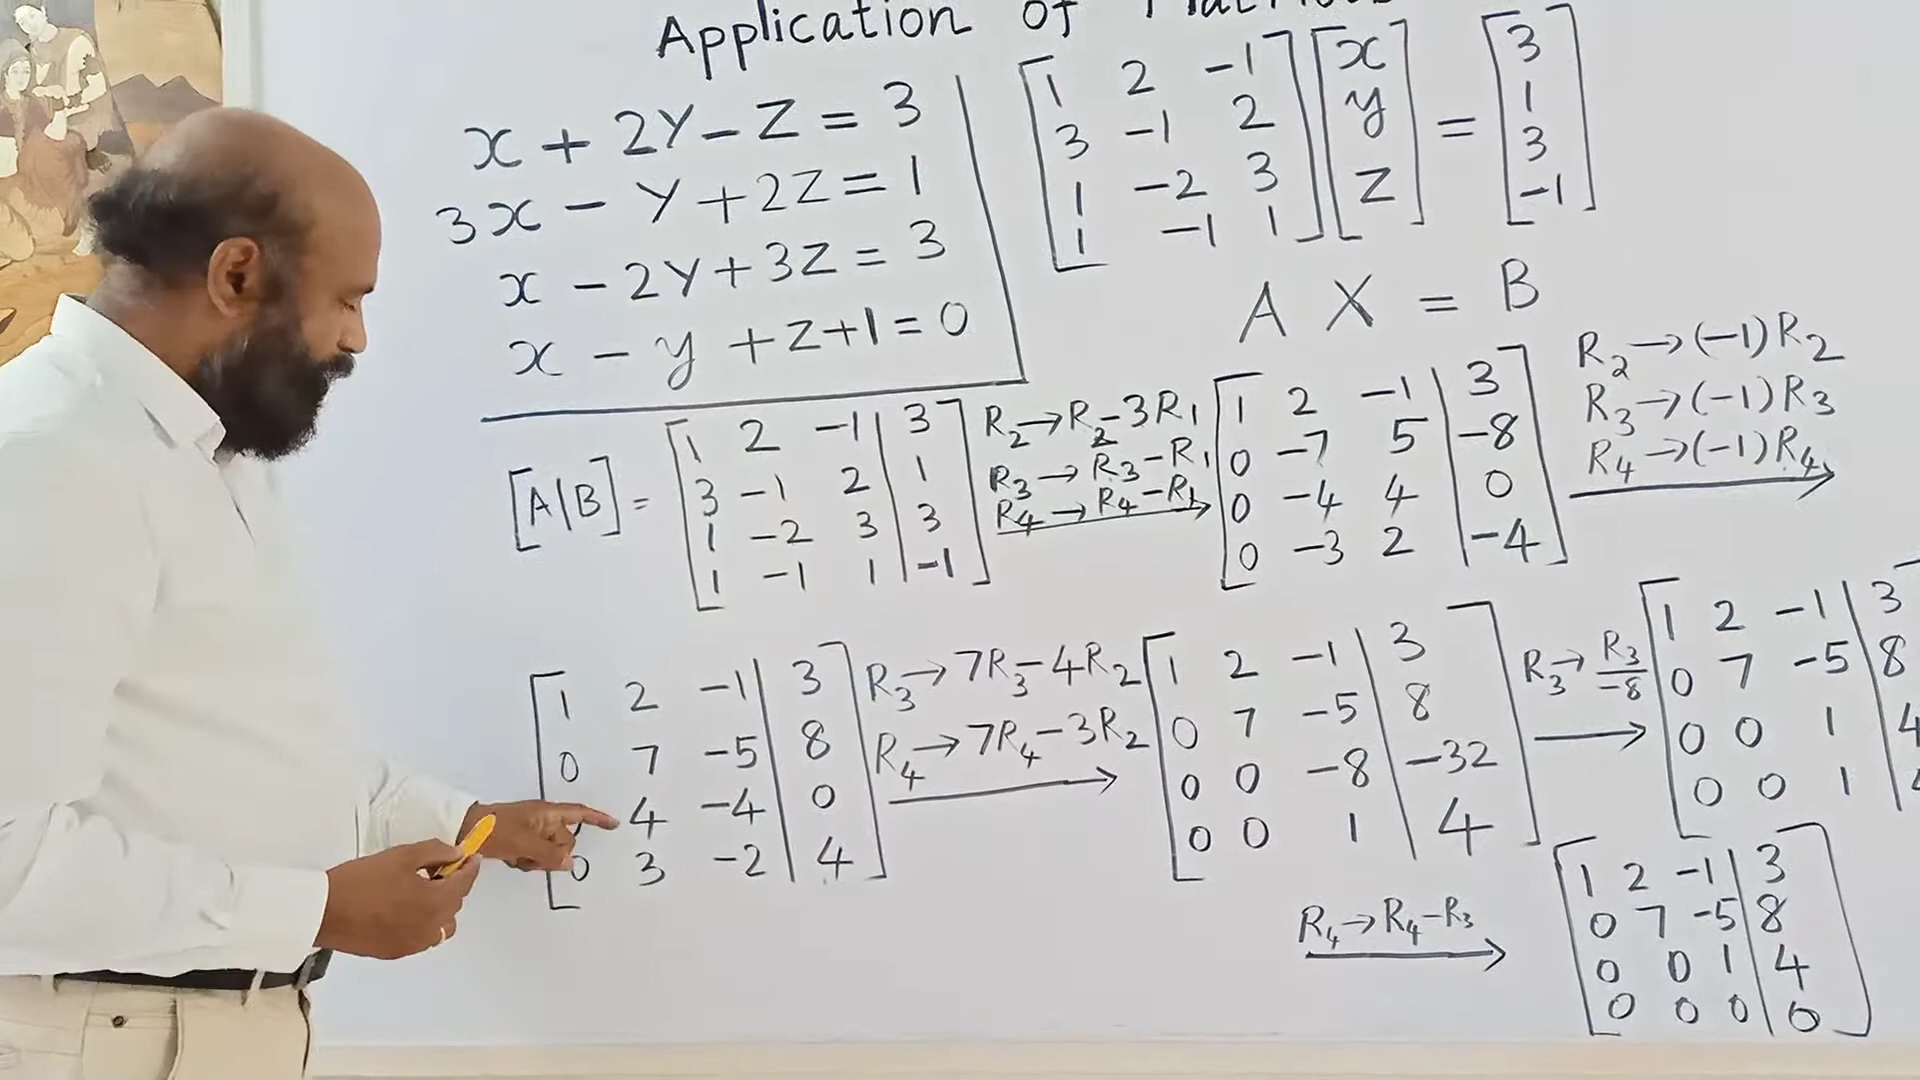 Application of Matrices
x + 2Y - Z = 3
3x - Y + 2Z = 1
x - 2Y + 3Z = 3
x - y + Z + 1 = 0
[1 2 -1] [x] = [3]
[3 -1 2] [y] [1]
[1 -2 3] [z] [3]
[1 -1 1] [-1]
A X = B
[A|B] =
1 2 -1 | 3
3 -1 2 | 1
1 -2 3 | 3
1 -1 1 | -1
R2 → R2 - 3R1
R3 → R3 - R1
R4 → R4 - R1
1 2 -1 | 3
0 -7 5 | -8
0 -4 4 | 0
0 -3 2 | -4
R2 → (-1)R2
R3 → (-1)R3
R4 → (-1)R4
1 2 -1 | 3
0 7 -5 | 8
4 -4 | 0
0 3 -2 | 4
R3 → 7R3 - 4R2
R4 → 7R4 - 3R2
1 2 -1 | 3
0 7 -5 | 8
0 0 -8 | -32
0 0 1 | 4
R3 → R3/-8
1 2 -1 | 3
0 7 -5 | 8
0 0 1 | 4
0 0 1 |
R4 → R4 - R3
1 2 -1 | 3
0 7 -5 | 8
0 0 1 | 4
0 0 0 | 0